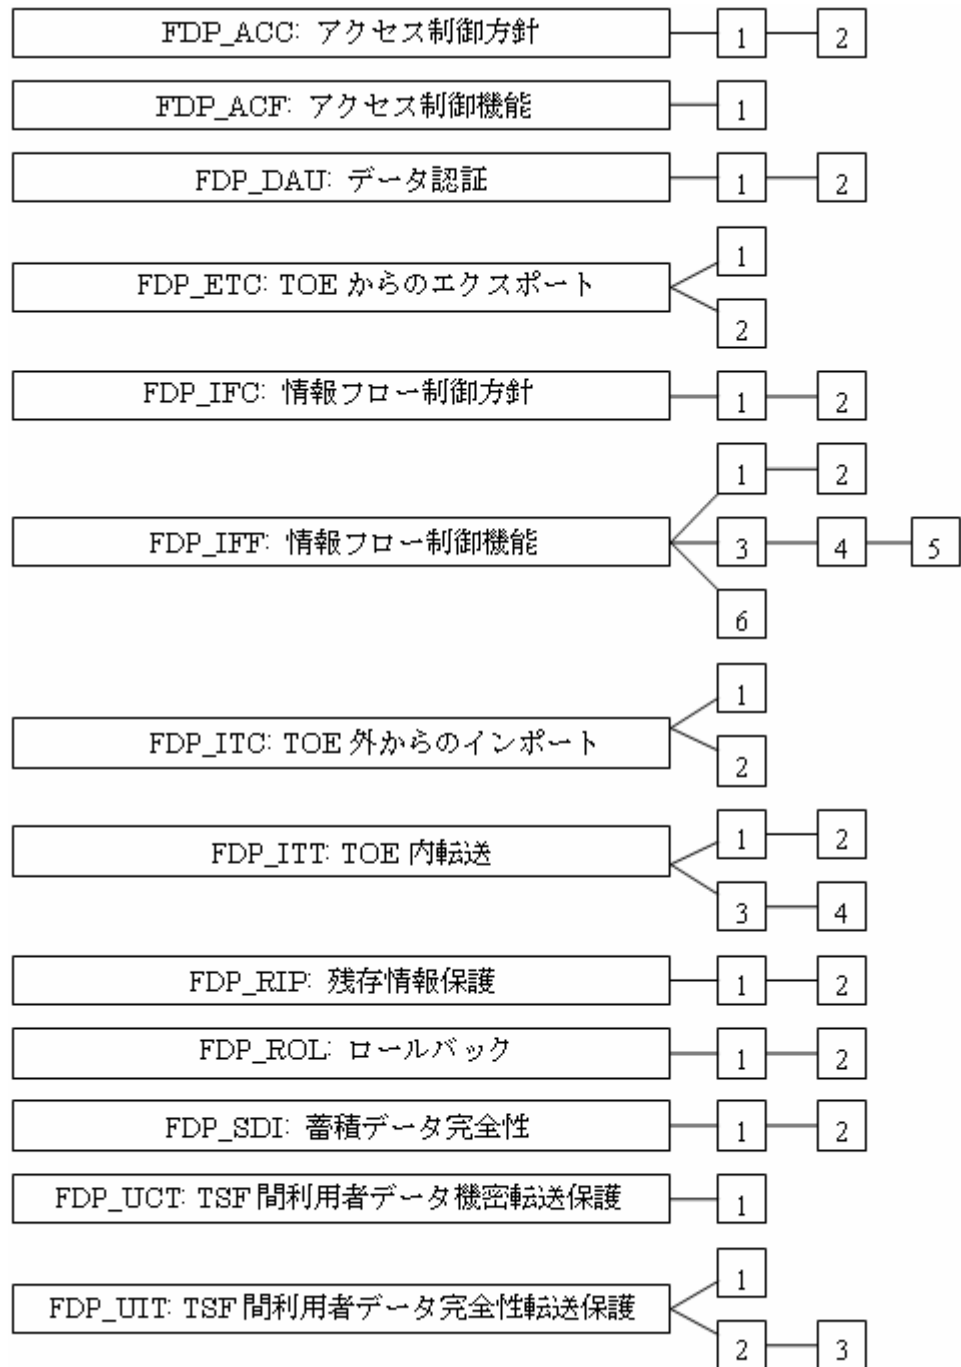 FDP_ACC: アクセス制御方針 1 2
FDP_ACF: アクセス制御機能 1
FDP_DAU: データ認証 1 2
1
FDP_ETC: TOE からのエクスポート
2
FDP_IFC: 情報フロー制御方針 1 2
1 2
FDP_IFF: 情報フロー制御機能 3 4 5
6
1
FDP_ITC: TOE 外からのインポート
2
1 2
FDP_ITT: TOE 内転送
3 4
FDP_RIP: 残存情報保護 1 2
FDP_ROL: ロールバック 1 2
FDP_SDI: 蓄積データ完全性 1 2
FDP_UCT: TSF 間利用者データ機密転送保護 1
1
FDP_UIT: TSF 間利用者データ完全性転送保護
2 3